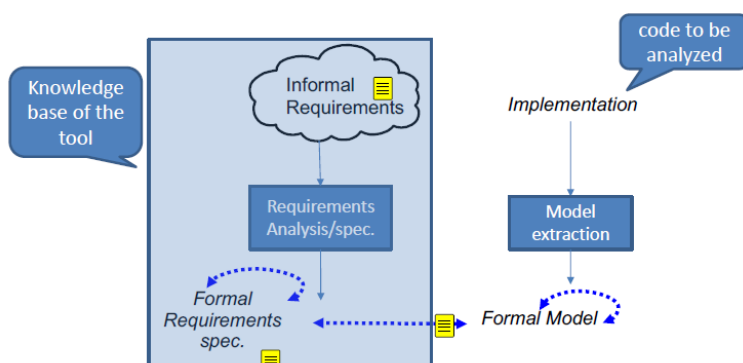 code to be
analyzed
Knowledge
base of the
tool
Informal
Requirements
Implementation
Requirements
Analysis/spec.
Model
extraction
Formal
Requirements
spec.
Formal Model